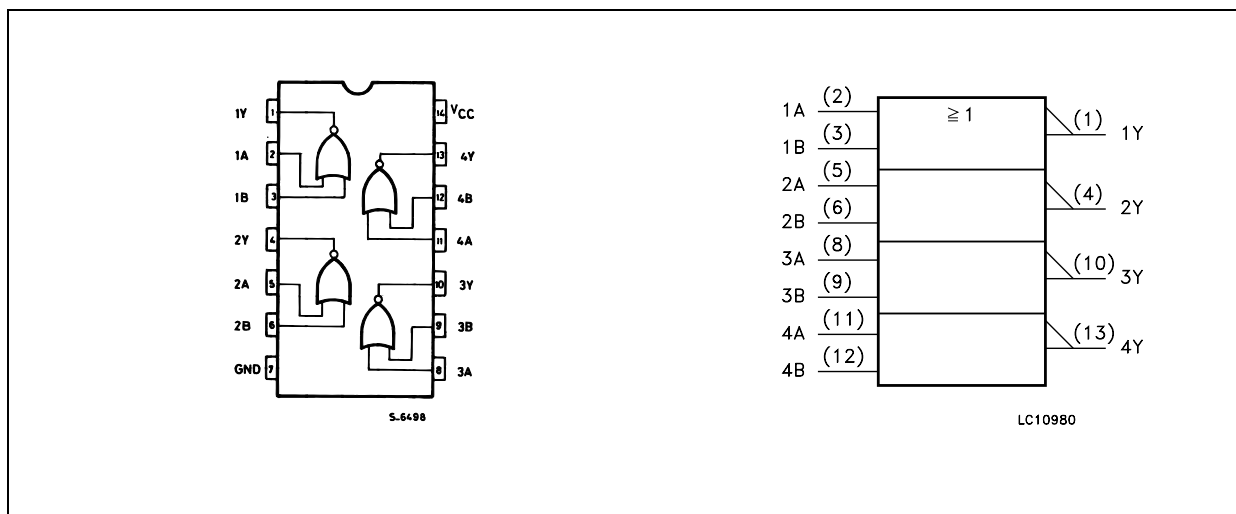 1Y 1 14 VCC
1A 2 13 4Y
1B 3 12 4B
2Y 4 11 4A
2A 5 10 3Y
2B 6 9 3B
GND 7 8 3A
S-6498
1A (2) ≧ 1 (1) 1Y
1B (3)
2A (5) (4) 2Y
2B (6)
3A (8) (10) 3Y
3B (9)
4A (11) (13) 4Y
4B (12)
LC10980